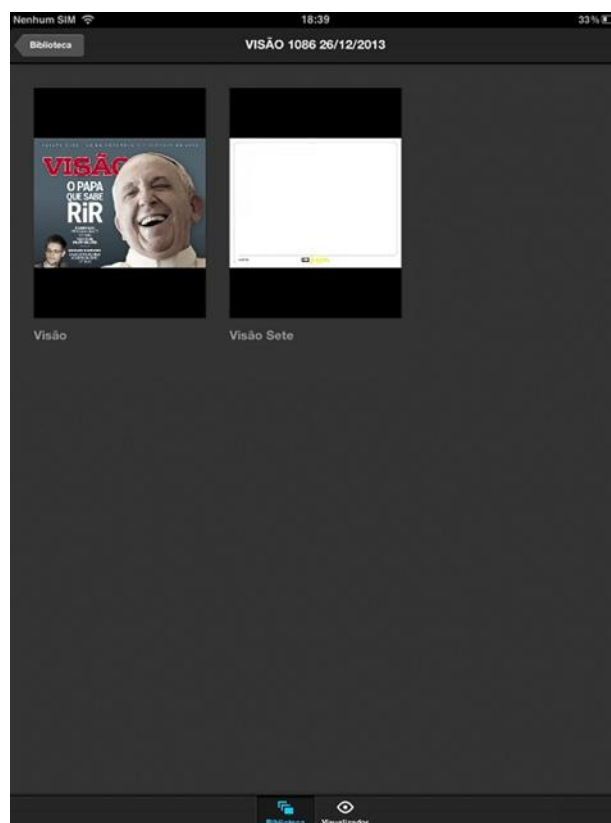 Nenhum SIM 18:39 33%
Biblioteca VISÃO 1086 26/12/2013
VISÃO
O PAPA
QUE SABE
RiR
Visão Visão Sete
Biblioteca Visualizador